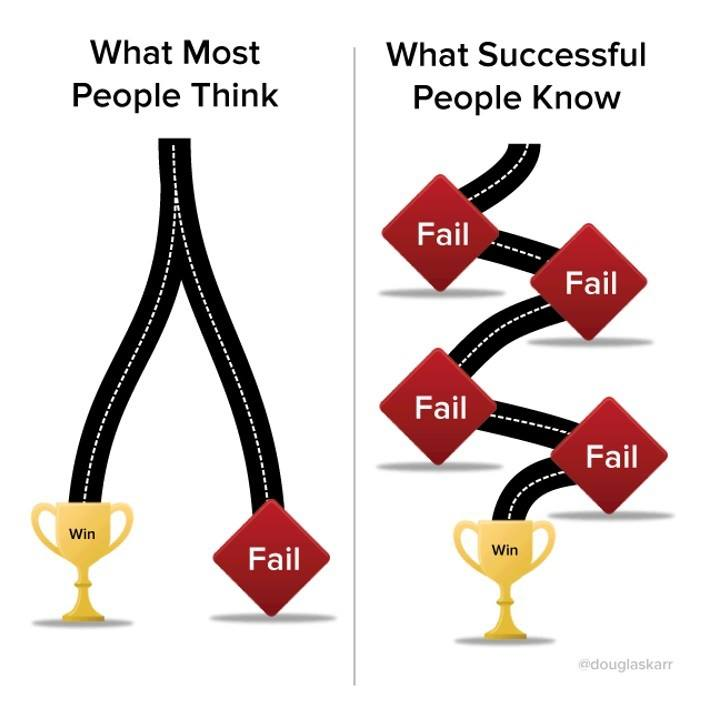 What Most
People Think
Win
Fail
What Successful
People Know
Fail
Fail
Fail
Fail
Win
@douglaskarr